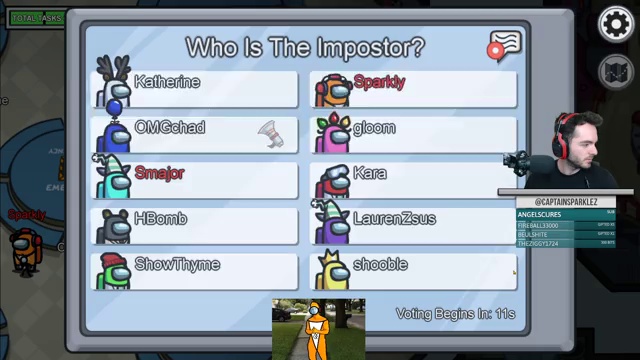 TOTAL TASKS
Who Is The Impostor?
Katherine
Sparkly
OMGchad
gloom
Smajor
Kara
HBomb
LaurenZsus
ShowThyme
shooble
Voting Begins In: 11s
Sparkly
@CAPTAINSPARKLEZ
ANGELSCURES
FIREBALL33000
BEULSHITE
THEZIGGY1724